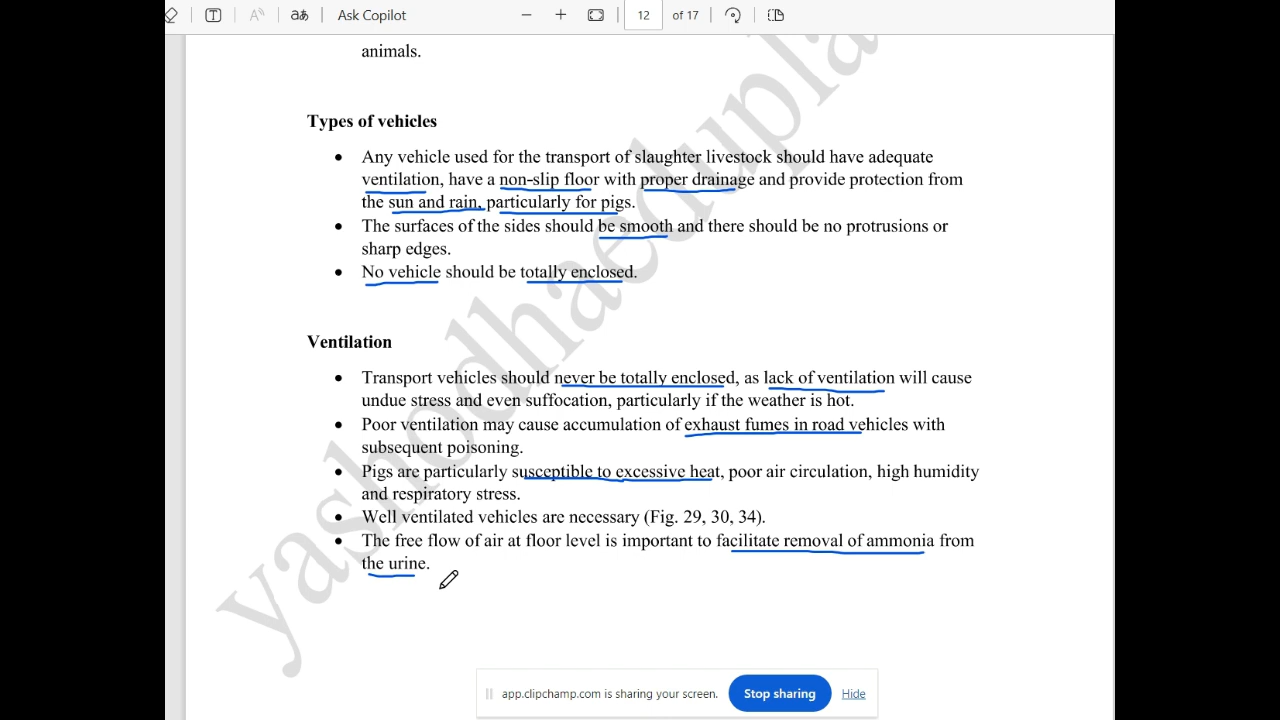 Ask Copilot
12 of 17
animals.
Types of vehicles
• Any vehicle used for the transport of slaughter livestock should have adequate
ventilation, have a non-slip floor with proper drainage and provide protection from
the sun and rain, particularly for pigs.
• The surfaces of the sides should be smooth and there should be no protrusions or
sharp edges.
• No vehicle should be totally enclosed.
Ventilation
• Transport vehicles should never be totally enclosed, as lack of ventilation will cause
undue stress and even suffocation, particularly if the weather is hot.
• Poor ventilation may cause accumulation of exhaust fumes in road vehicles with
subsequent poisoning.
• Pigs are particularly susceptible to excessive heat, poor air circulation, high humidity
and respiratory stress.
• Well ventilated vehicles are necessary (Fig. 29, 30, 34).
• The free flow of air at floor level is important to facilitate removal of ammonia from
the urine.
yashodhaedupla
app.clipchamp.com is sharing your screen. Stop sharing Hide